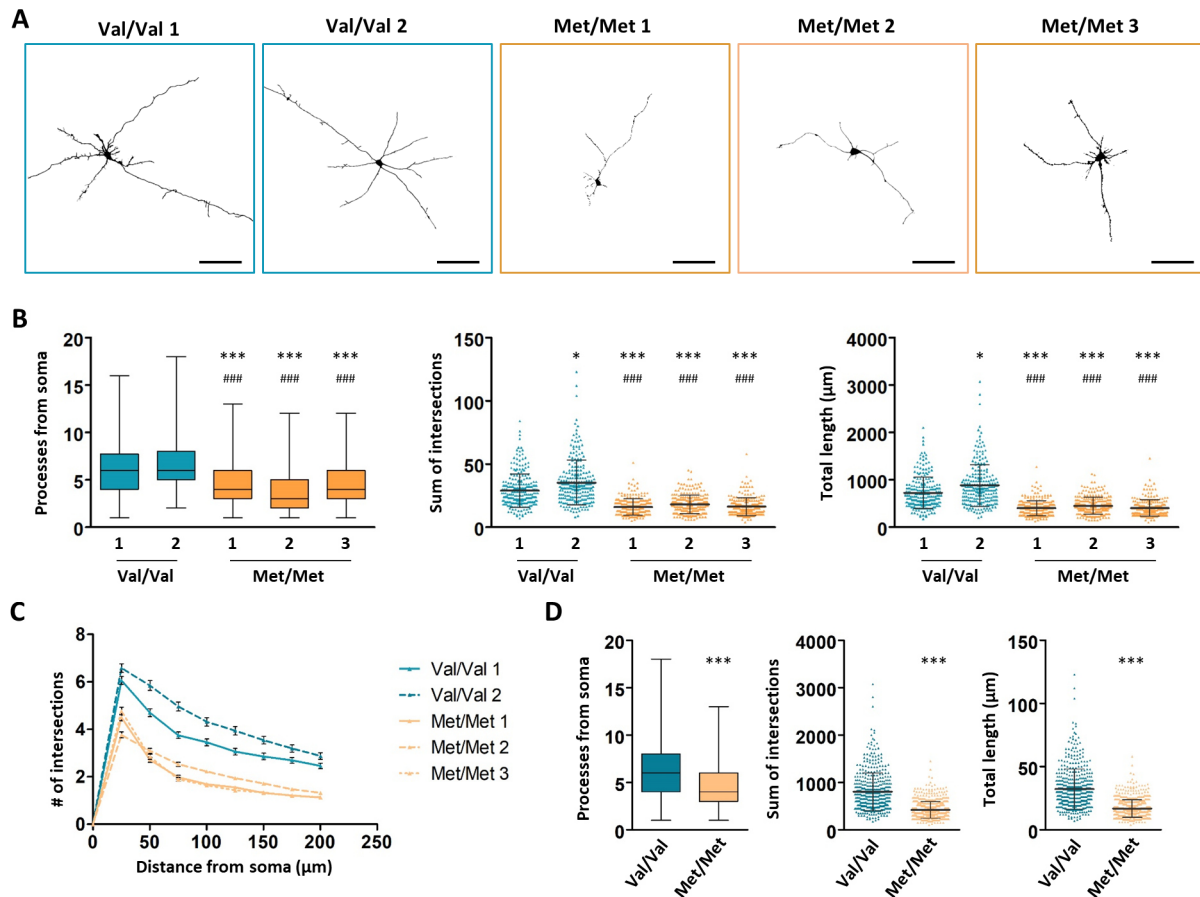 A
Val/Val 1
Val/Val 2
Met/Met 1
Met/Met 2
Met/Met 3
B
Processes from soma
20
15
10
5
0
***
***
***
###
###
###
1
2
1
2
3
Val/Val
Met/Met
Sum of intersections
150
100
50
0
*
***
***
***
###
###
###
1
2
1
2
3
Val/Val
Met/Met
Total length (µm)
4000
3000
2000
1000
0
*
***
***
***
###
###
###
1
2
1
2
3
Val/Val
Met/Met
C
# of intersections
8
6
4
2
0
0
50
100
150
200
250
Distance from soma (µm)
Val/Val 1
Val/Val 2
Met/Met 1
Met/Met 2
Met/Met 3
D
Processes from soma
20
15
10
5
0
***
Val/Val
Met/Met
Sum of intersections
4000
3000
2000
1000
0
***
Val/Val
Met/Met
Total length (µm)
150
100
50
0
***
Val/Val
Met/Met